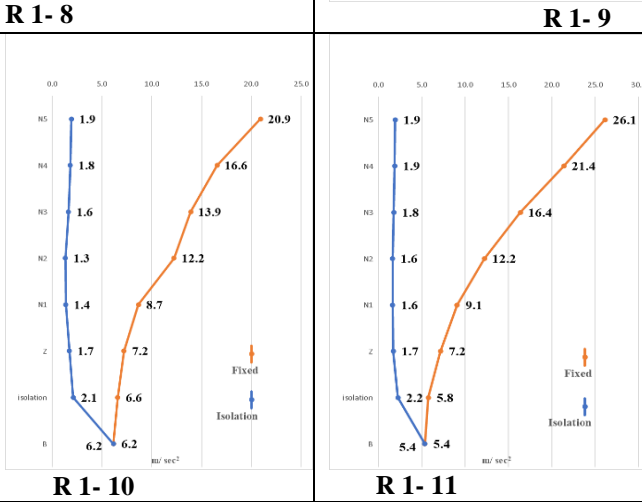 R 1- 8
R 1- 9
0.0 5.0 10.0 15.0 20.0 25.0
N5 1.9 20.9
N4 1.8 16.6
N3 1.6 13.9
N2 1.3 12.2
N1 1.4 8.7
Z 1.7 7.2
Fixed
isolation 2.1 6.6
Isolation
B 6.2 6.2
m/ sec²
R 1- 10
0.0 5.0 10.0 15.0 20.0 25.0 30.
N5 1.9 26.1
N4 1.9 21.4
N3 1.8 16.4
N2 1.6 12.2
N1 1.6 9.1
Z 1.7 7.2
Fixed
isolation 2.2 5.8
Isolation
B 5.4 5.4
m/ sec²
R 1- 11